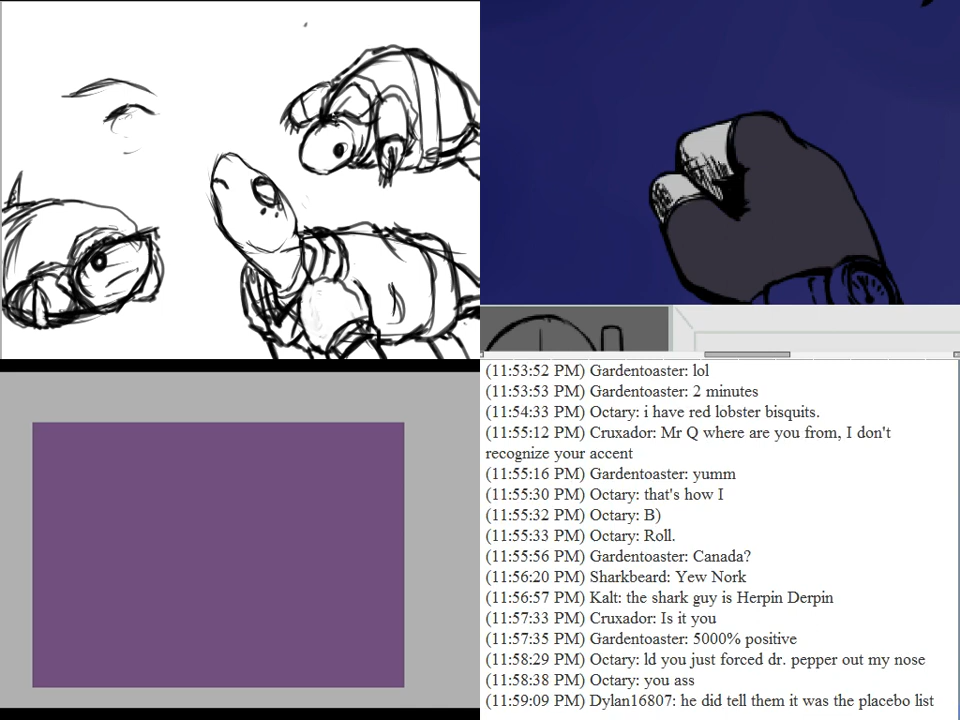 (11:53:52 PM) Gardentoaster: lol
(11:53:53 PM) Gardentoaster: 2 minutes
(11:54:33 PM) Octary: i have red lobster bisquits.
(11:55:12 PM) Cruxador: Mr Q where are you from, I don't
recognize your accent
(11:55:16 PM) Gardentoaster: yumm
(11:55:30 PM) Octary: that's how I
(11:55:32 PM) Octary: B)
(11:55:33 PM) Octary: Roll.
(11:55:56 PM) Gardentoaster: Canada?
(11:56:20 PM) Sharkbeard: Yew Nork
(11:56:57 PM) Kalt: the shark guy is Herpin Derpin
(11:57:33 PM) Cruxador: Is it you
(11:57:35 PM) Gardentoaster: 5000% positive
(11:58:29 PM) Octary: ld you just forced dr. pepper out my nose
(11:58:38 PM) Octary: you ass
(11:59:09 PM) Dylan16807: he did tell them it was the placebo list